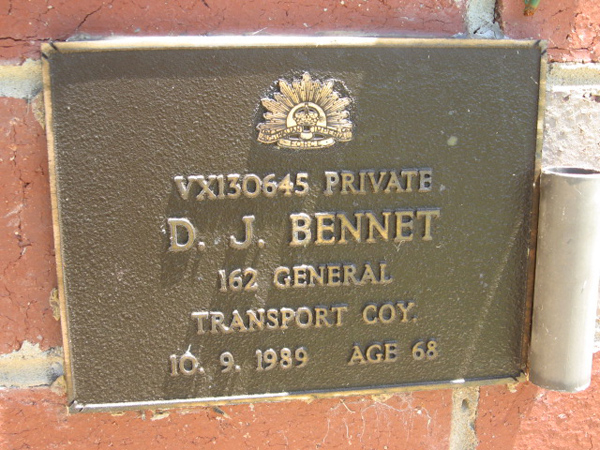 VX130645 PRIVATE
D. J. BENNET
162 GENERAL
TRANSPORT COY.
10. 9. 1989 AGE 68